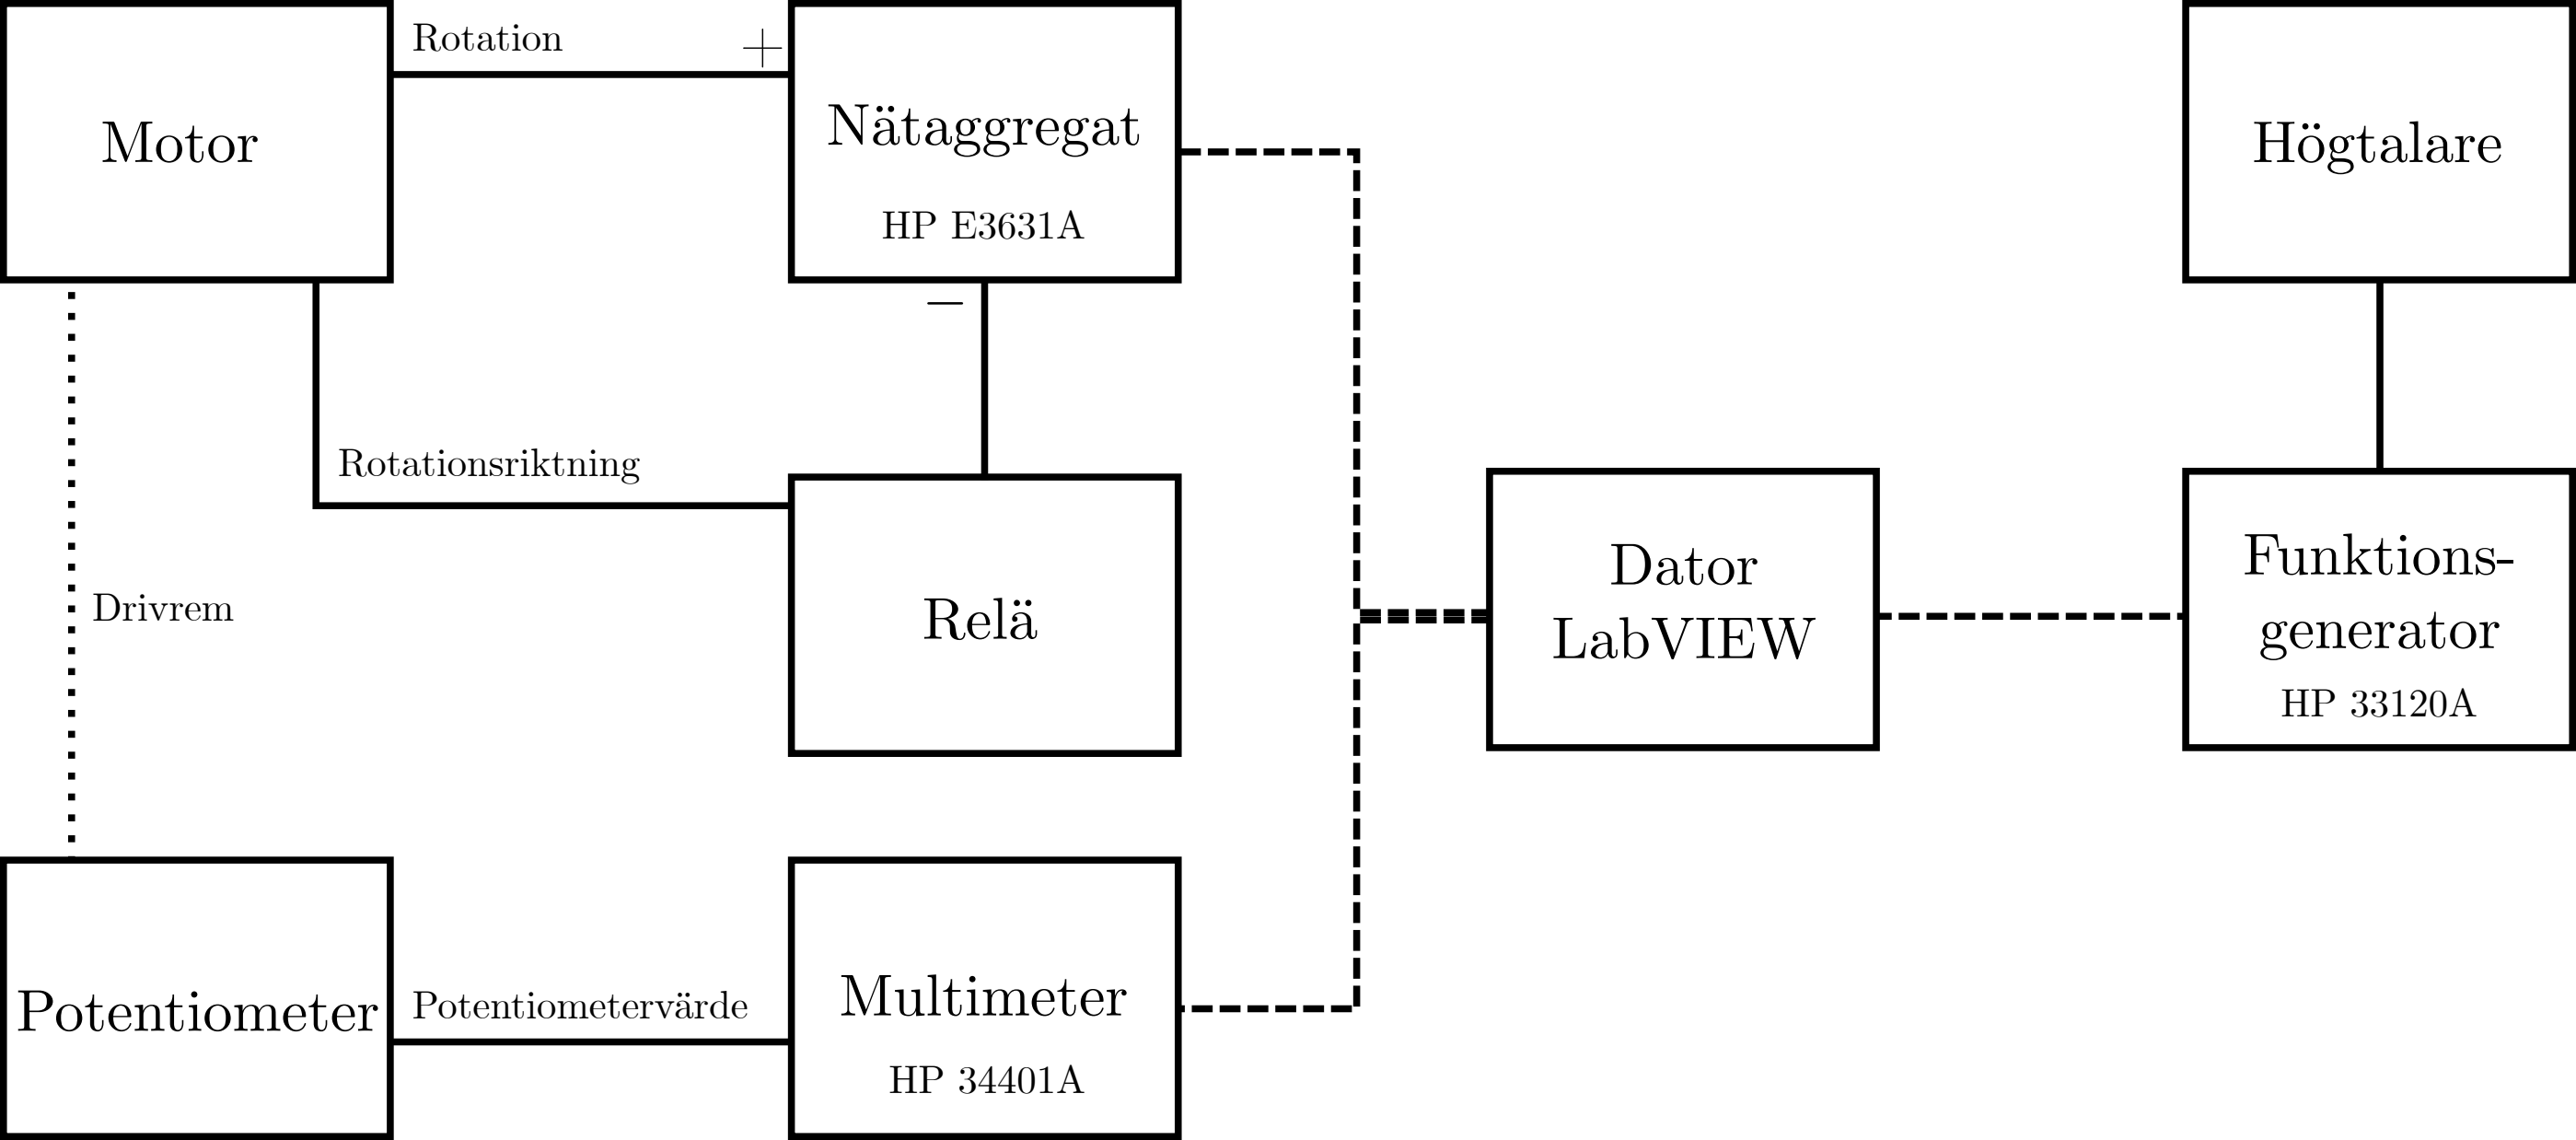 Rotation
+
Motor
Nätaggregat
HP E3631A
Högtalare
−
Rotationsriktning
Drivrem
Relä
Dator
LabVIEW
Funktions-
generator
HP 33120A
Potentiometer
Potentiometervärde
Multimeter
HP 34401A